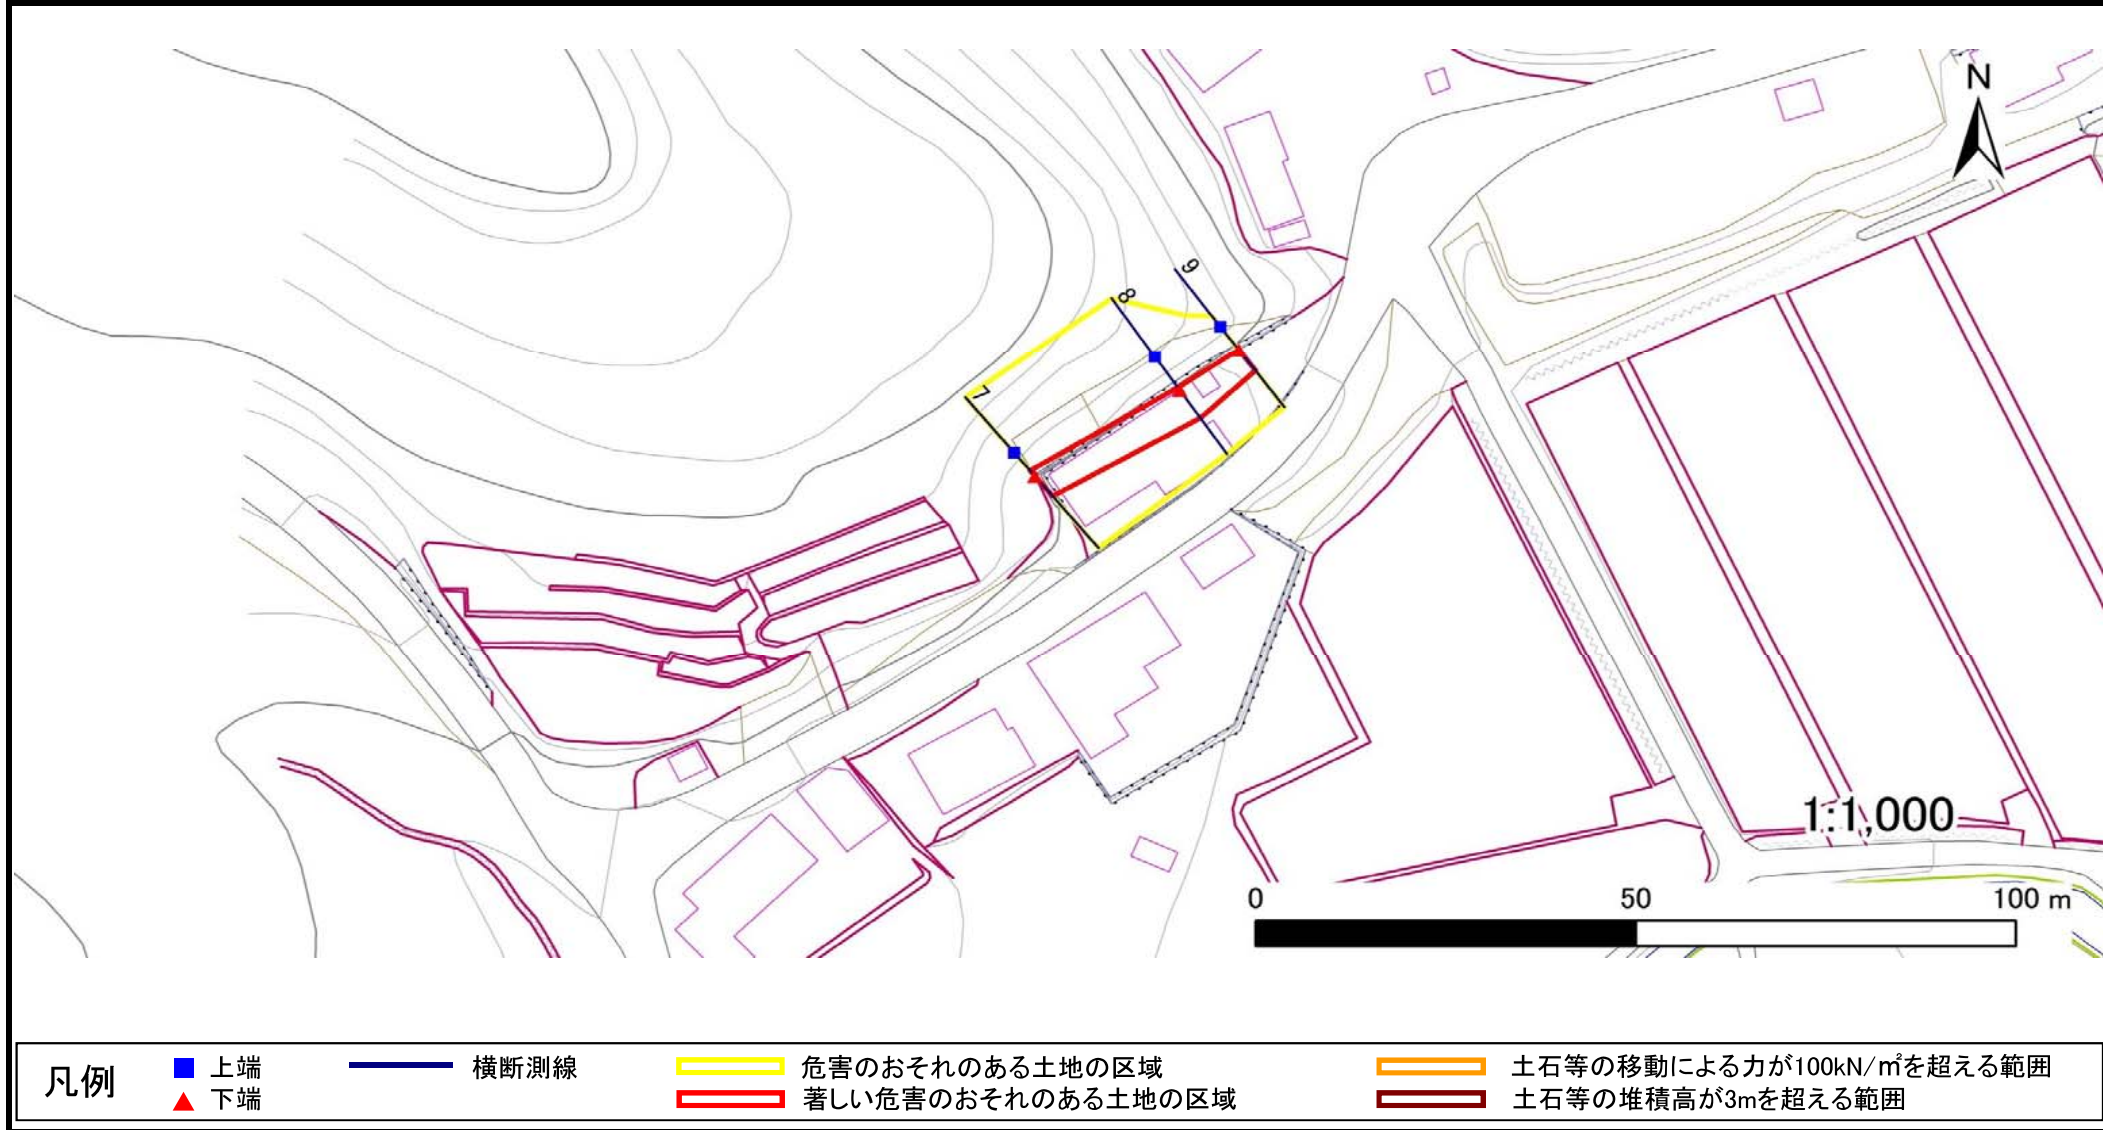 N
9
8
7
1:1,000
0 50 100 m
凡例
上端
下端
横断測線
危害のおそれのある土地の区域
著しい危害のおそれのある土地の区域
土石等の移動による力が100kN/㎡を超える範囲
土石等の堆積高が3mを超える範囲